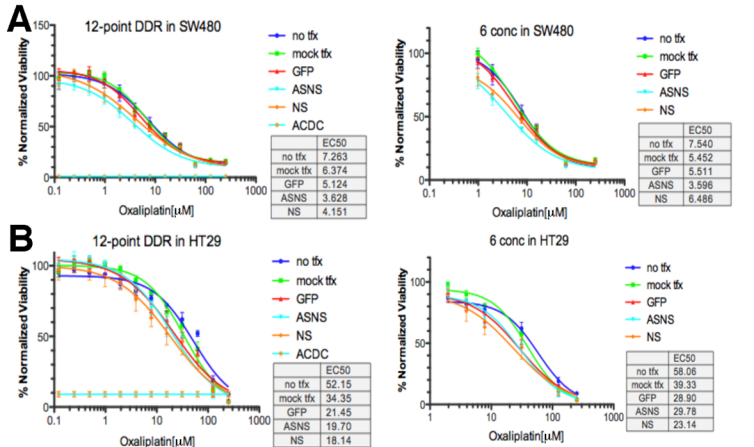 A
12-point DDR in SW480
% Normalized Viability
150
100
50
0
0.1
1
10
100
1000
Oxaliplatin[µM]
no tfx
mock tfx
GFP
ASNS
NS
ACDC
EC50
no tfx 7.263
mock tfx 6.374
GFP 5.124
ASNS 3.628
NS 4.151
6 conc in SW480
% Normalized Viability
100
50
0
0.1
1
10
100
1000
Oxaliplatin[µM]
no tfx
mock tfx
GFP
ASNS
NS
EC50
no tfx 7.540
mock tfx 5.452
GFP 5.511
ASNS 3.596
NS 6.486
B
12-point DDR in HT29
% Normalized Viability
100
50
0
0.1
1
10
100
1000
Oxaliplatin[µM]
no tfx
mock tfx
GFP
ASNS
NS
ACDC
EC50
no tfx 52.15
mock tfx 34.35
GFP 21.45
ASNS 19.70
NS 18.14
6 conc in HT29
% Normalized Viability
100
50
0
1
10
100
1000
Oxaliplatin[µM]
no tfx
mock tfx
GFP
ASNS
NS
EC50
no tfx 58.06
mock tfx 39.33
GFP 28.90
ASNS 29.78
NS 23.14